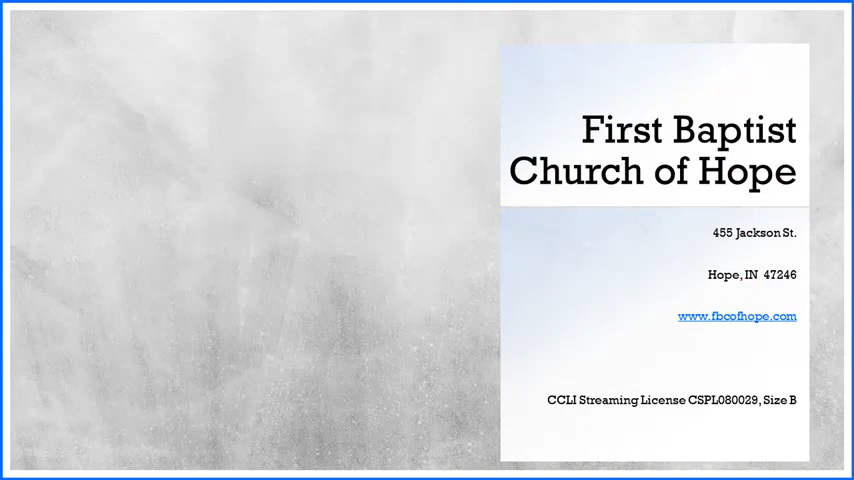 First Baptist
Church of Hope
455 Jackson St.
Hope, IN 47246
www.fbcofhope.com
CCLI Streaming License CSPL080029, Size B